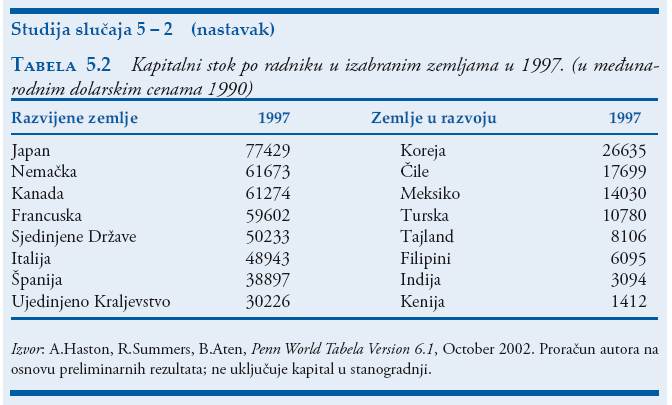 Studija slučaja 5 – 2 (nastavak)
TABELA 5.2 Kapitalni stok po radniku u izabranim zemljama u 1997. (u međuna-
rodnim dolarskim cenama 1990)
Razvijene zemlje 1997 Zemlje u razvoju 1997
Japan 77429 Koreja 26635
Nemačka 61673 Čile 17699
Kanada 61274 Meksiko 14030
Francuska 59602 Turska 10780
Sjedinjene Države 50233 Tajland 8106
Italija 48943 Filipini 6095
Španija 38897 Indija 3094
Ujedinjeno Kraljevstvo 30226 Kenija 1412
Izvor: A.Haston, R.Summers, B.Aten, Penn World Tabela Version 6.1, October 2002. Proračun autora na
osnovu preliminarnih rezultata; ne uključuje kapital u stanogradnji.